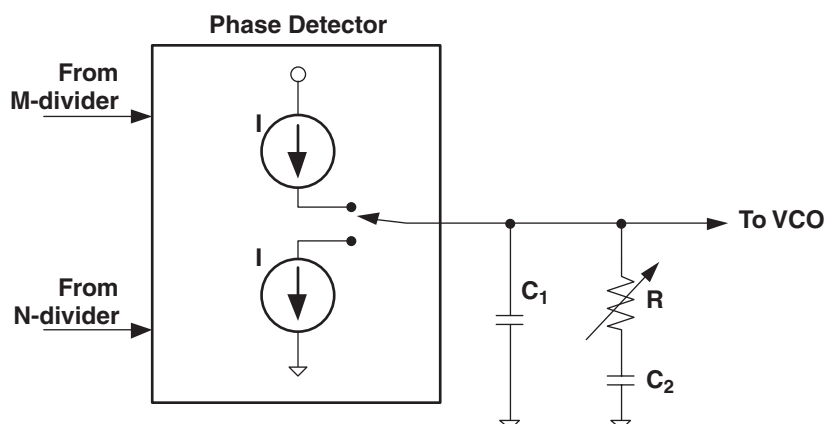 Phase Detector
From
M-divider
I
To VCO
I
C1
R
From
N-divider
C2